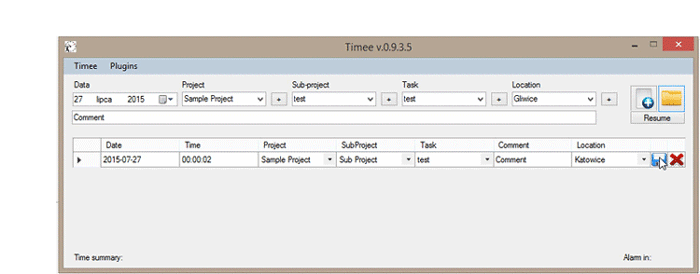 Timee v.0.9.3.5
Timee Plugins
Data Project Sub-project Task Location
27 lipca 2015 Sample Project + test + test + Gliwice +
Comment Resume
Date Time Project SubProject Task Comment Location
2015-07-27 00:00:02 Sample Project Sub Project test Comment Katowice
Time summary: Alarm in: